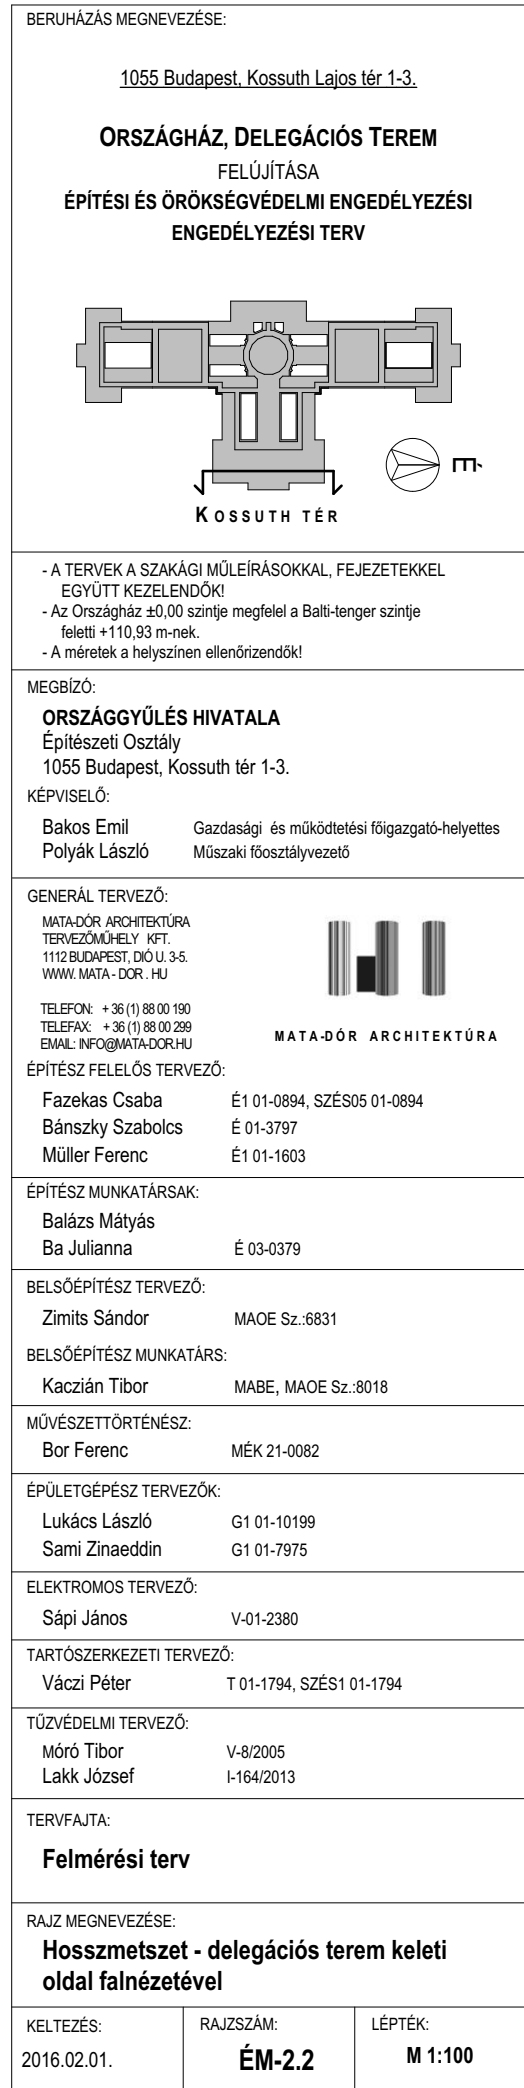 BERUHÁZÁS MEGNEVEZÉSE:
1055 Budapest, Kossuth Lajos tér 1-3.
ORSZÁGHÁZ, DELEGÁCIÓS TEREM
FELÚJÍTÁSA
ÉPÍTÉSI ÉS ÖRÖKSÉGVÉDELMI ENGEDÉLYEZÉSI
ENGEDÉLYEZÉSI TERV
É
KOSSUTH TÉR
- A TERVEK A SZAKÁGI MŰLEÍRÁSOKKAL, FEJEZETEKKEL
EGYÜTT KEZELENDŐK!
- Az Országház ±0,00 szintje megfelel a Balti-tenger szintje
feletti +110,93 m-nek.
- A méretek a helyszínen ellenőrizendők!
MEGBÍZÓ:
ORSZÁGGYŰLÉS HIVATALA
Építészeti Osztály
1055 Budapest, Kossuth tér 1-3.
KÉPVISELŐ:
Bakos Emil Gazdasági és működtetési főigazgató-helyettes
Polyák László Műszaki főosztályvezető
GENERÁL TERVEZŐ:
MATA-DÓR ARCHITEKTÚRA
TERVEZŐMŰHELY KFT.
1112 BUDAPEST, DIÓ U. 3-5.
WWW. MATA - DOR . HU
TELEFON: + 36 (1) 88 00 190
TELEFAX: + 36 (1) 88 00 299
EMAIL: INFO@MATA-DOR.HU
MATA-DÓR ARCHITEKTÚRA
ÉPÍTÉSZ FELELŐS TERVEZŐ:
Fazekas Csaba É1 01-0894, SZÉS05 01-0894
Bánszky Szabolcs É 01-3797
Müller Ferenc É1 01-1603
ÉPÍTÉSZ MUNKATÁRSAK:
Balázs Mátyás
Ba Julianna É 03-0379
BELSŐÉPÍTÉSZ TERVEZŐ:
Zimits Sándor MAOE Sz.:6831
BELSŐÉPÍTÉSZ MUNKATÁRS:
Kaczián Tibor MABE, MAOE Sz.:8018
MŰVÉSZETTÖRTÉNÉSZ:
Bor Ferenc MÉK 21-0082
ÉPÜLETGÉPÉSZ TERVEZŐK:
Lukács László G1 01-10199
Sami Zinaeddin G1 01-7975
ELEKTROMOS TERVEZŐ:
Sápi János V-01-2380
TARTÓSZERKEZETI TERVEZŐ:
Váczi Péter T 01-1794, SZÉS1 01-1794
TŰZVÉDELMI TERVEZŐ:
Móró Tibor V-8/2005
Lakk József I-164/2013
TERVFAJTA:
Felmérési terv
RAJZ MEGNEVEZÉSE:
Hosszmetszet - delegációs terem keleti
oldal falnézetével
KELTEZÉS: RAJZSZÁM: LÉPTÉK:
2016.02.01. ÉM-2.2 M 1:100